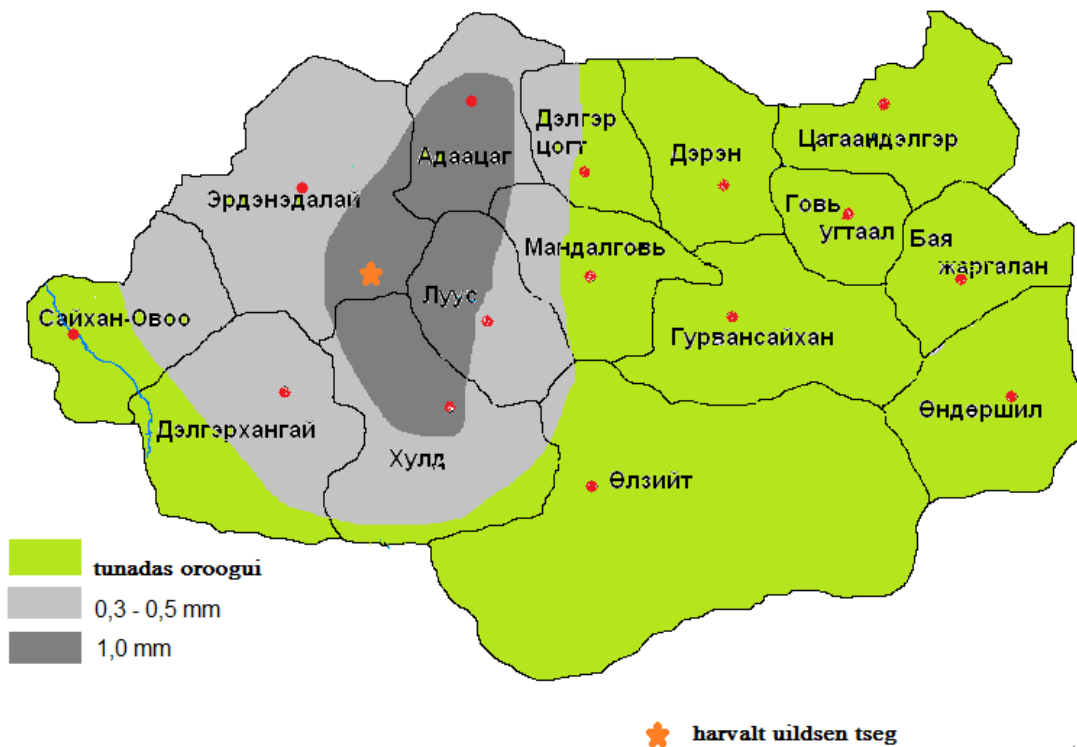 Дэлгэр
цогт
Адаацаг
Дэрэн
Цагаандэлгэр
Эрдэнэдалай
Говь
угтаал
Бая
жаргалан
Мандалговь
Луус
Сайхан-Овоо
Гурвансайхан
Дэлгэрхангай
Өндөршил
Хулд
Өлзийт
tunadas oroogui
0,3 - 0,5 mm
1,0 mm
harvalt uildsen tseg